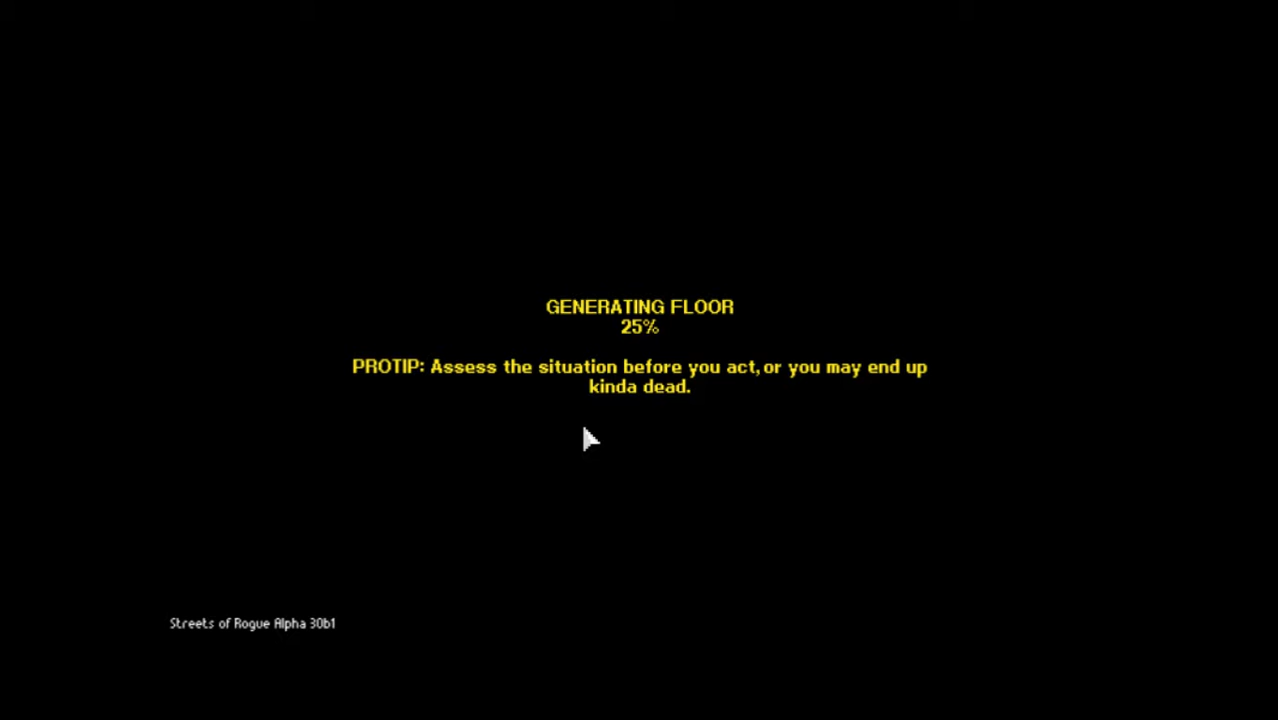 GENERATING FLOOR
25%
PROTIP: Assess the situation before you act, or you may end up
kinda dead.
Streets of Rogue Alpha 30b1